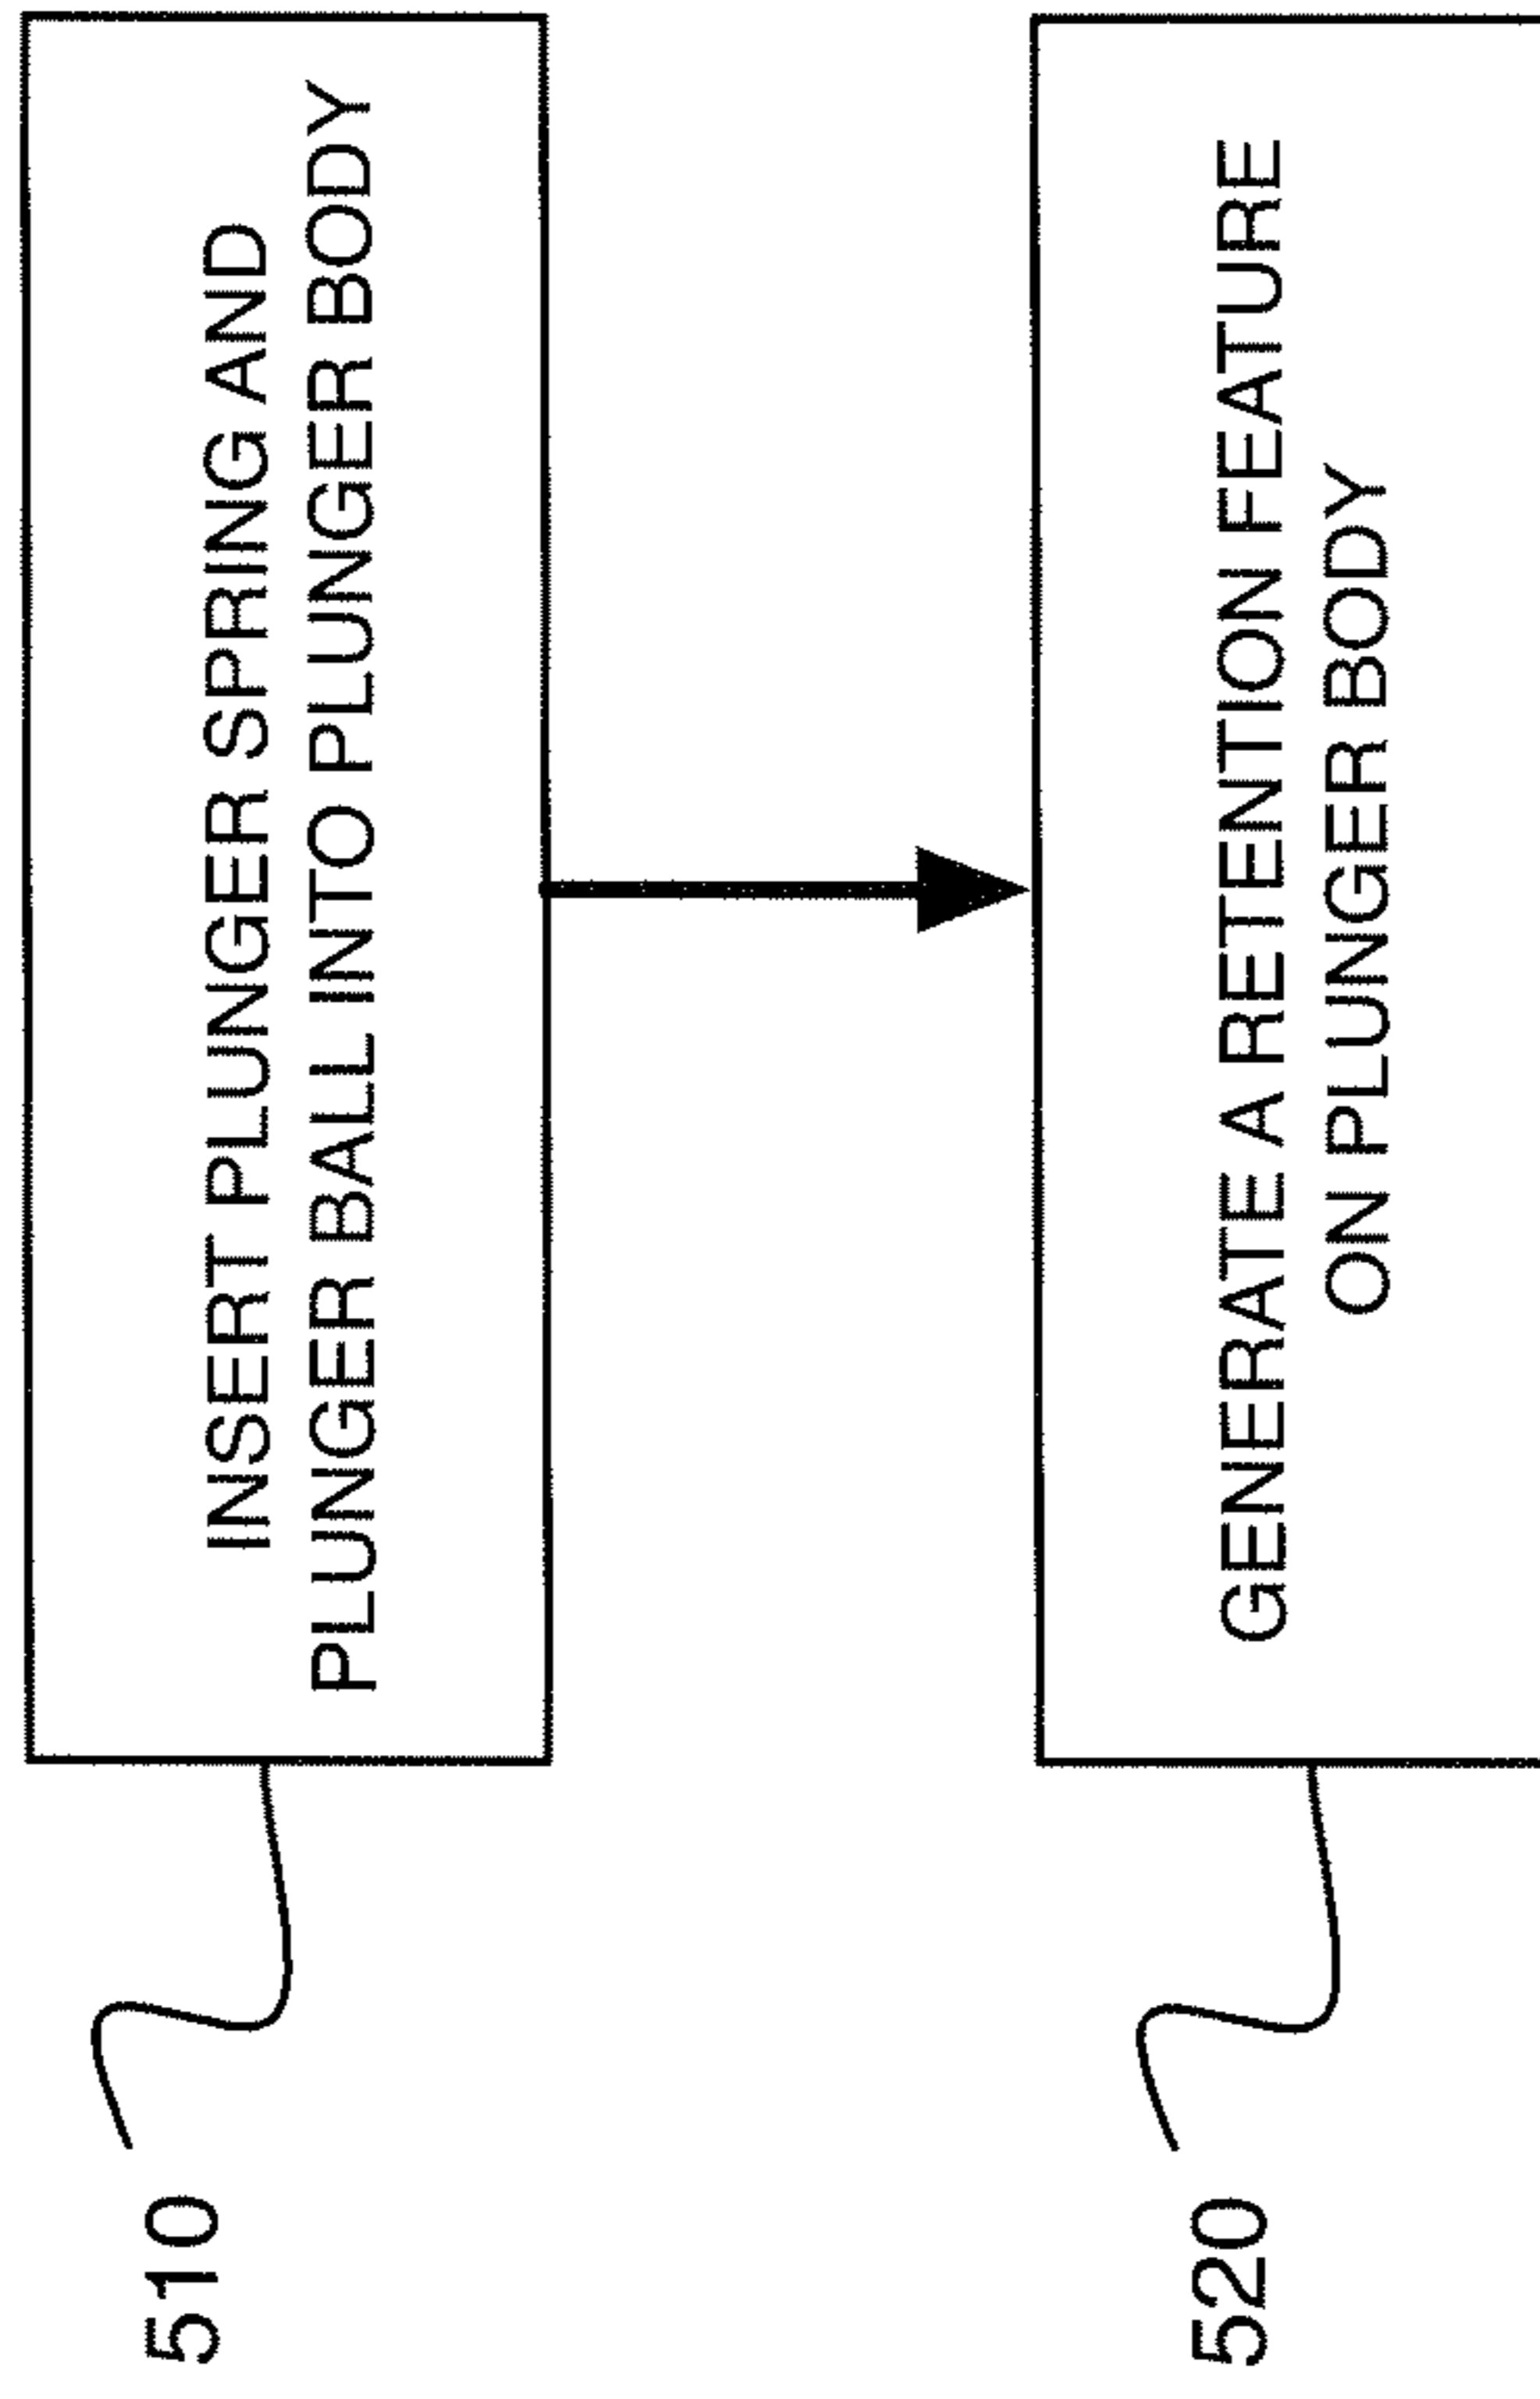 510
INSERT PLUNGER SPRING AND
PLUNGER BALL INTO PLUNGER BODY
520
GENERATE A RETENTION FEATURE
ON PLUNGER BODY